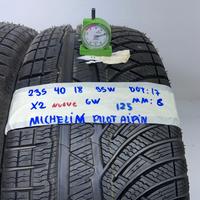 235 40 18 95W DOT: 17
X2 NUOVE GW 125 MM: 8
MICHELIN PILOT ALPIN